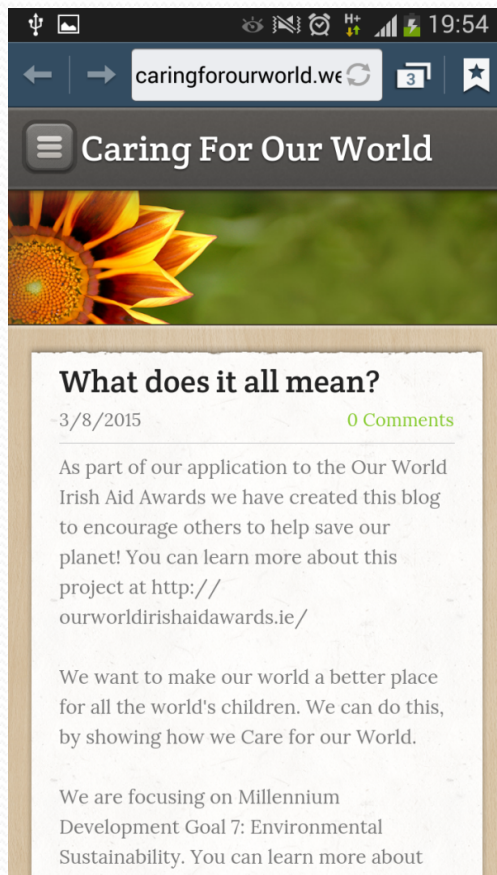 H+ 19:54
caringforourworld.we 3
Caring For Our World
What does it all mean?
3/8/2015 0 Comments
As part of our application to the Our World
Irish Aid Awards we have created this blog
to encourage others to help save our
planet! You can learn more about this
project at http://
ourworldirishaidawards.ie/
We want to make our world a better place
for all the world's children. We can do this,
by showing how we Care for our World.
We are focusing on Millennium
Development Goal 7: Environmental
Sustainability. You can learn more about